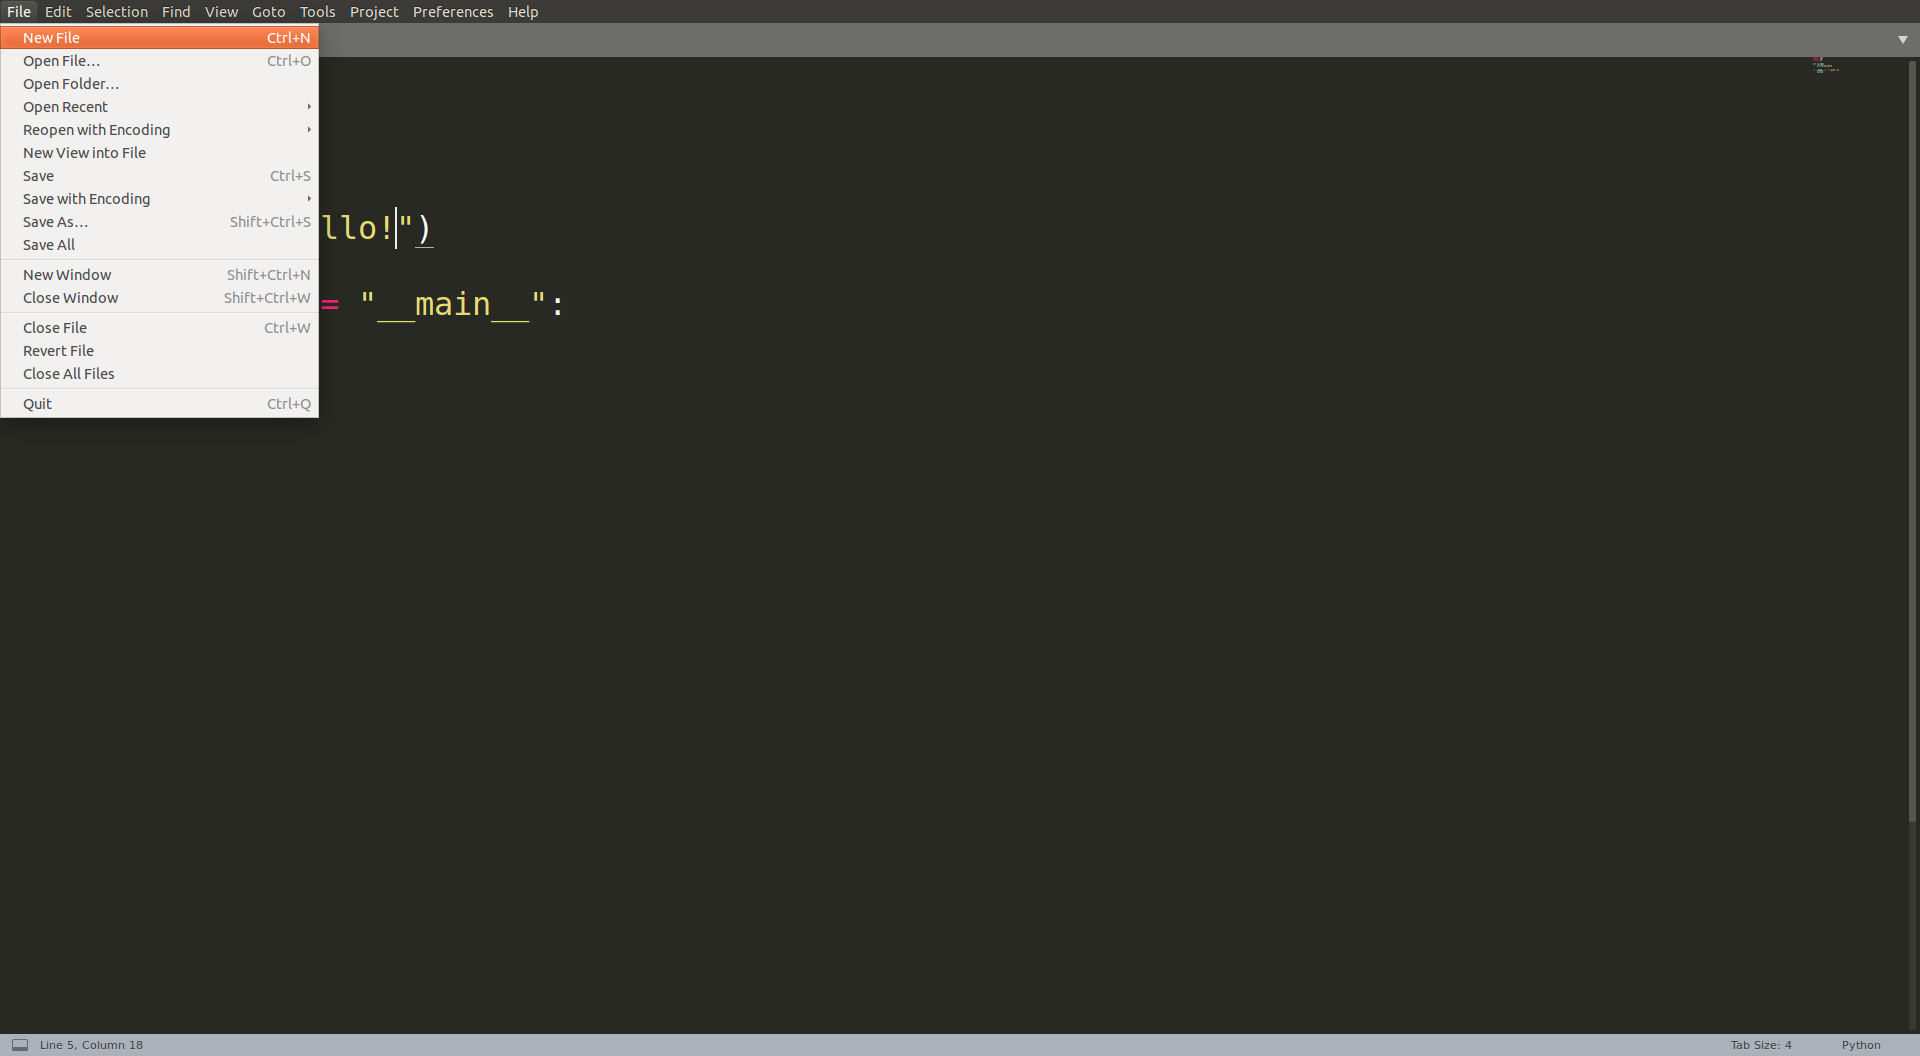 File Edit Selection Find View Goto Tools Project Preferences Help
New File Ctrl+N
Open File... Ctrl+O
Open Folder...
Open Recent
Reopen with Encoding
New View into File
Save Ctrl+S
Save with Encoding
Save As... Shift+Ctrl+S
Save All
llo!")
New Window Shift+Ctrl+N
Close Window Shift+Ctrl+W
= "__main__":
Close File Ctrl+W
Revert File
Close All Files
Quit Ctrl+Q
Line 5, Column 18 Tab Size: 4 Python